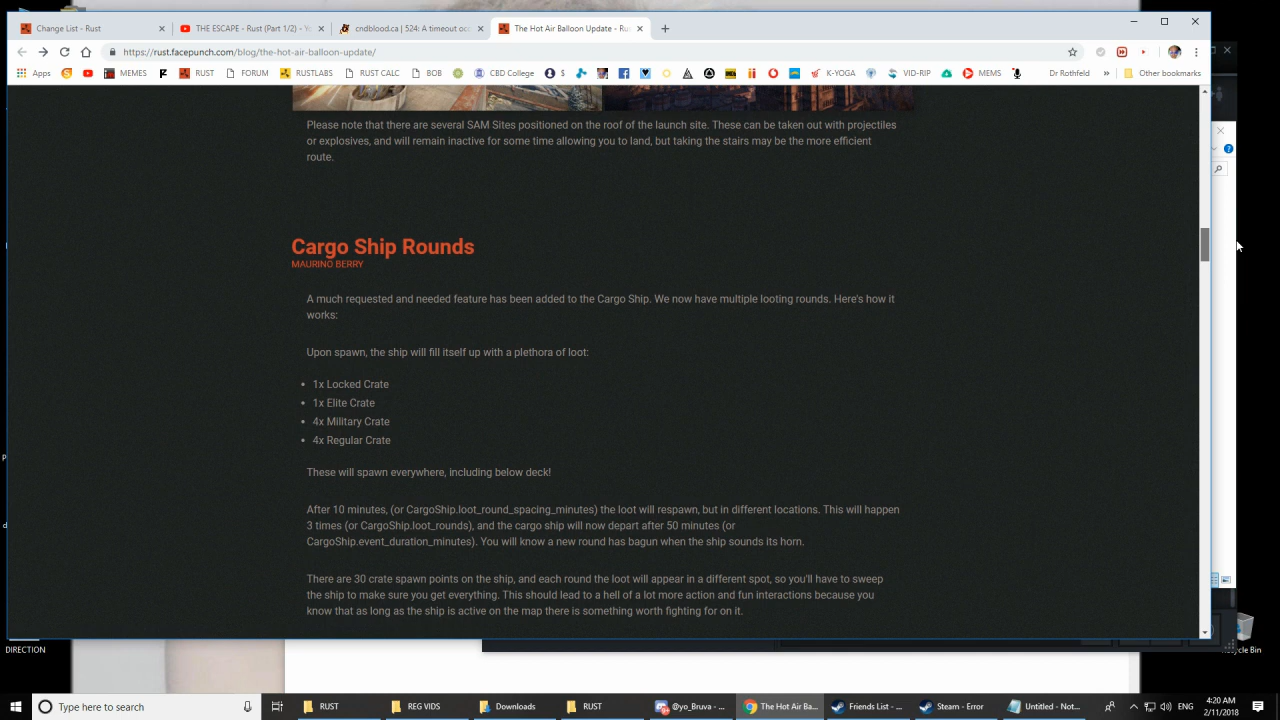 Change List - Rust
THE ESCAPE - Rust (Part 1/2) - Yo
cndblood.ca | 524: A timeout occ
The Hot Air Balloon Update - Rus
https://rust.facepunch.com/blog/the-hot-air-balloon-update/
Apps
MEMES
RUST
FORUM
RUSTLABS
RUST CALC
BOB
CBD College
$
K-YOGA
VID-RIP
MEMS
Dr Rothfeld
»
Other bookmarks
Please note that there are several SAM Sites positioned on the roof of the launch site. These can be taken out with projectiles
or explosives, and will remain inactive for some time allowing you to land, but taking the stairs may be the more efficient
route.
Cargo Ship Rounds
MAURINO BERRY
A much requested and needed feature has been added to the Cargo Ship. We now have multiple looting rounds. Here's how it
works:
Upon spawn, the ship will fill itself up with a plethora of loot:
• 1x Locked Crate
• 1x Elite Crate
• 4x Military Crate
• 4x Regular Crate
These will spawn everywhere, including below deck!
After 10 minutes, (or CargoShip.loot_round_spacing_minutes) the loot will respawn, but in different locations. This will happen
3 times (or CargoShip.loot_rounds), and the cargo ship will now depart after 50 minutes (or
CargoShip.event_duration_minutes). You will know a new round has bagun when the ship sounds its horn.
There are 30 crate spawn points on the ship, and each round the loot will appear in a different spot, so you'll have to sweep
the ship to make sure you get everything. This should lead to a hell of a lot more action and fun interactions because you
know that as long as the ship is active on the map there is something worth fighting for on it.
DIRECTION
Recycle Bin
Type here to search
RUST
REG VIDS
Downloads
RUST
@yo_Bruva - ...
The Hot Air Ba...
Friends List - ...
Steam - Error
Untitled - Not...
ENG
4:20 AM
2/11/2018